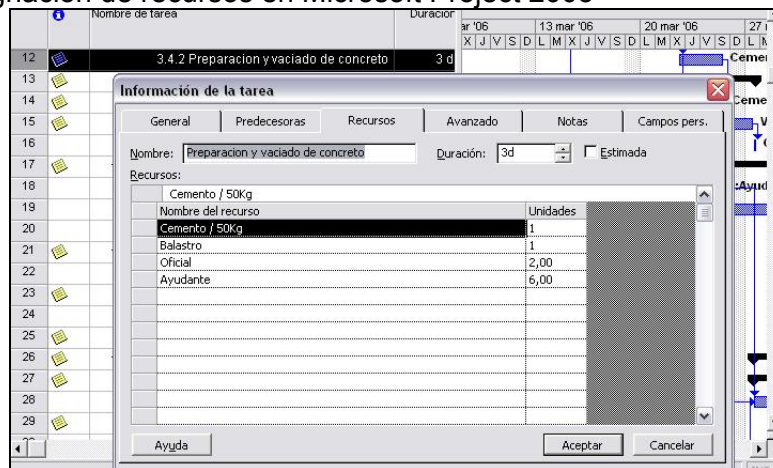 gnación de recursos en Microsoft Project 2003
Nombre de tarea Duración
ar '06 13 mar '06 20 mar '06 27
X J V S D L M X J V S D L M X J V S D L
12 3.4.2 Preparacion y vaciado de concreto 3 d
13
14
15
16
17
18
19
20
21
22
23
24
25
26
27
28
29
Información de la tarea
General Predecesoras Recursos Avanzado Notas Campos pers.
Nombre: Preparacion y vaciado de concreto Duración: 3d Estimada
Recursos:
Cemento / 50Kg
Nombre del recurso Unidades
Cemento / 50Kg 1
Balastro 1
Oficial 2,00
Ayudante 6,00
Ayuda Aceptar Cancelar